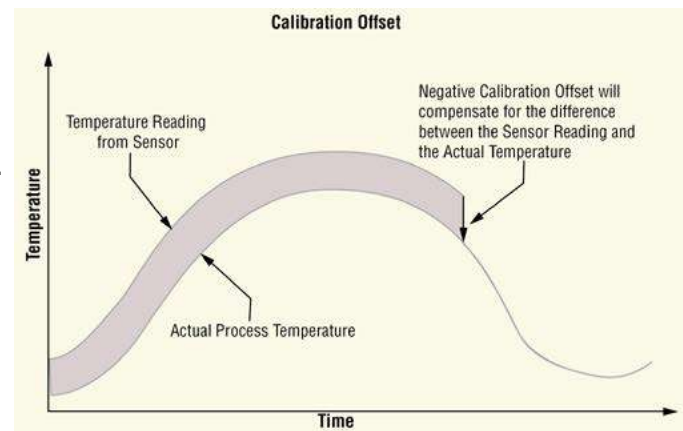 Calibration Offset
Negative Calibration Offset will
compensate for the difference
between the Sensor Reading and
the Actual Temperature
Temperature Reading
from Sensor
Temperature
Actual Process Temperature
Time